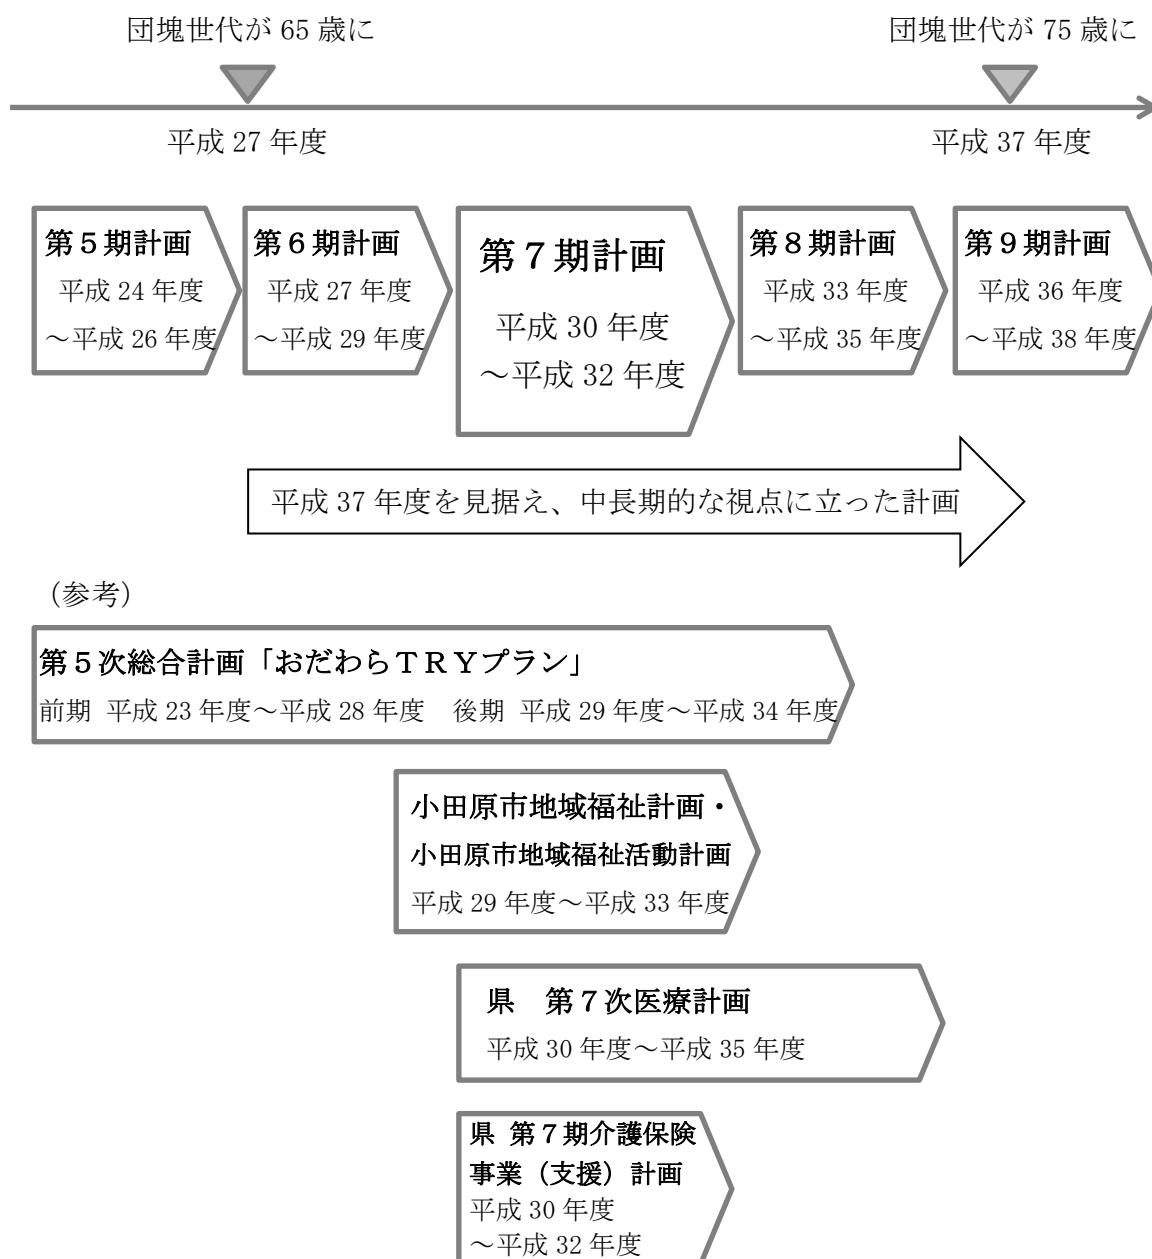 団塊世代が 65 歳に
団塊世代が 75 歳に
平成 27 年度
平成 37 年度
第５期計画
平成 24 年度
～平成 26 年度
第６期計画
平成 27 年度
～平成 29 年度
第７期計画
平成 30 年度
～平成 32 年度
第８期計画
平成 33 年度
～平成 35 年度
第９期計画
平成 36 年度
～平成 38 年度
平成 37 年度を見据え、中長期的な視点に立った計画
（参考）
第５次総合計画「おだわらＴＲＹプラン」
前期 平成 23 年度～平成 28 年度　後期 平成 29 年度～平成 34 年度
小田原市地域福祉計画・
小田原市地域福祉活動計画
平成 29 年度～平成 33 年度
県　第７次医療計画
平成 30 年度～平成 35 年度
県 第７期介護保険
事業（支援）計画
平成 30 年度
～平成 32 年度